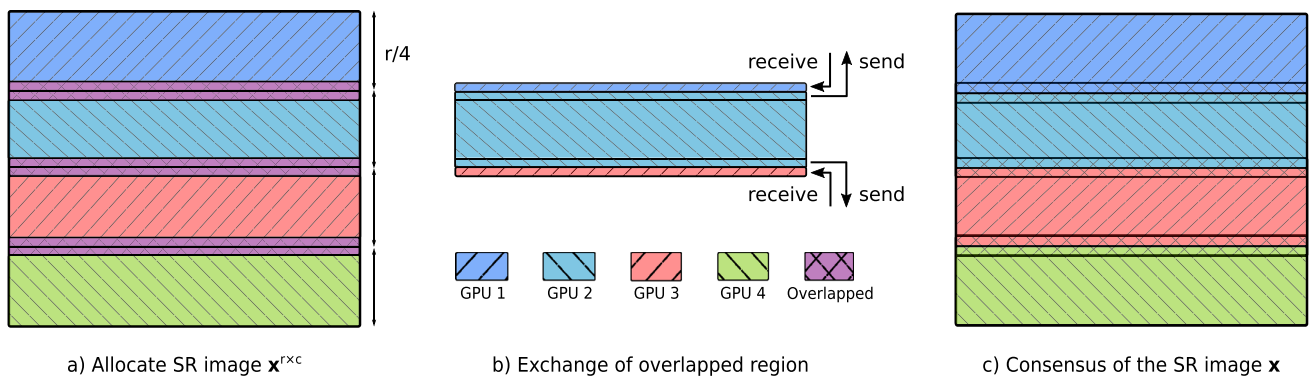 r/4
receive
send
receive
send
GPU 1
GPU 2
GPU 3
GPU 4
Overlapped
a) Allocate SR image x^{r×c}
b) Exchange of overlapped region
c) Consensus of the SR image x